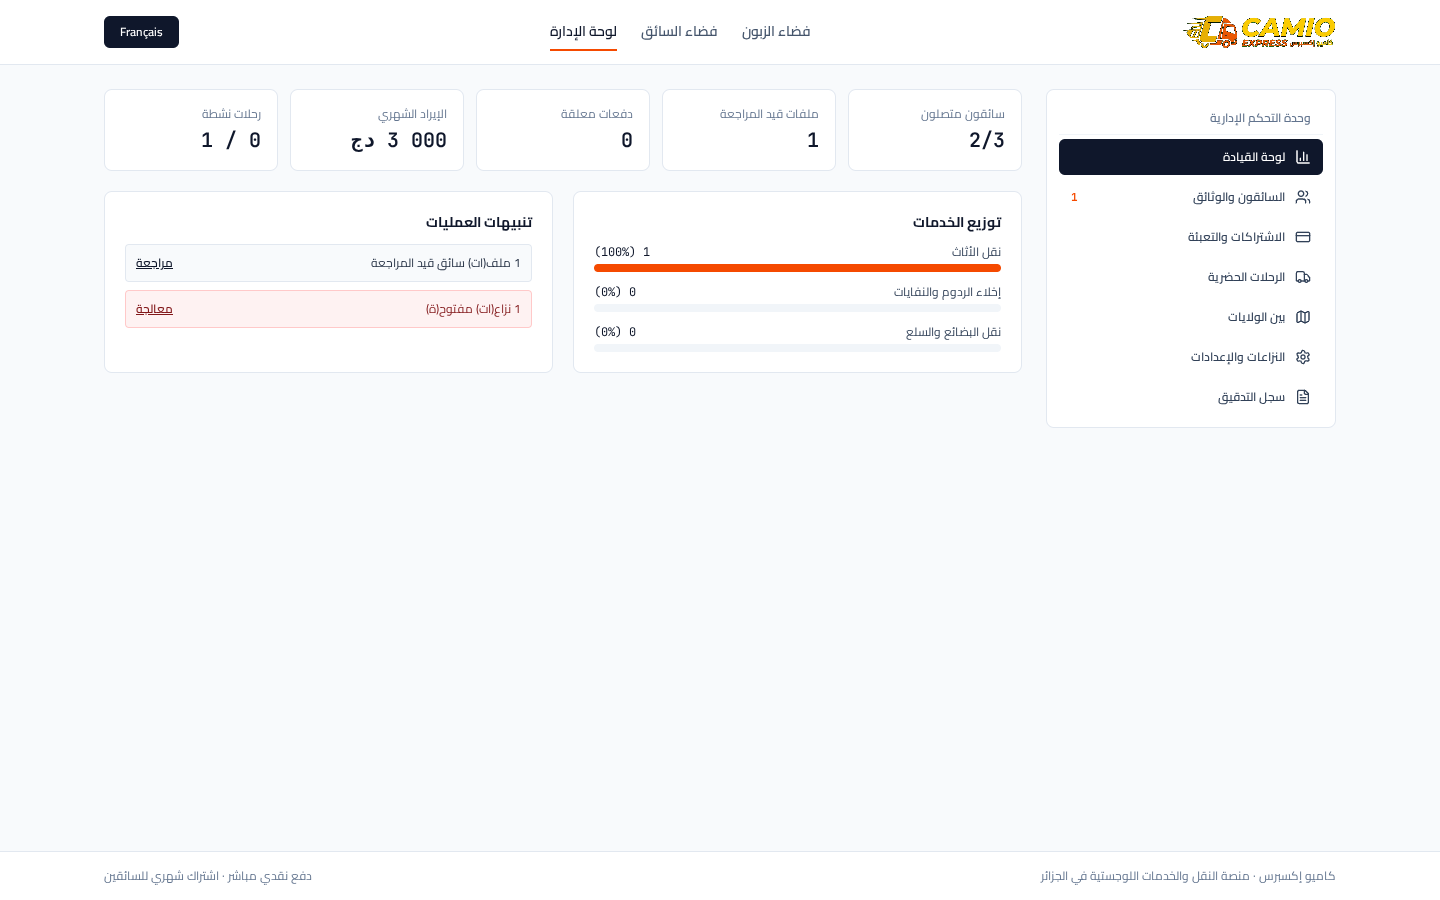 CAMIO
EXPRESS كاميو إكسبرس
فضاء الزبون
فضاء السائق
لوحة الإدارة
Français
وحدة التحكم الإدارية
لوحة القيادة
السائقون والوثائق 1
الاشتراكات والتعبئة
الرحلات الحضرية
بين الولايات
النزاعات والإعدادات
سجل التدقيق
سائقون متصلون
2/3
ملفات قيد المراجعة
1
دفعات معلقة
0
الإيراد الشهري
3 000 دج
رحلات نشطة
1 / 0
توزيع الخدمات
نقل الأثاث 1 (100%)
إخلاء الردوم والنفايات 0 (0%)
نقل البضائع والسلع 0 (0%)
تنبيهات العمليات
1 ملف(ات) سائق قيد المراجعة مراجعة
1 نزاع(ات) مفتوح(ة) معالجة
كاميو إكسبرس · منصة النقل والخدمات اللوجستية في الجزائر
دفع نقدي مباشر · اشتراك شهري للسائقين